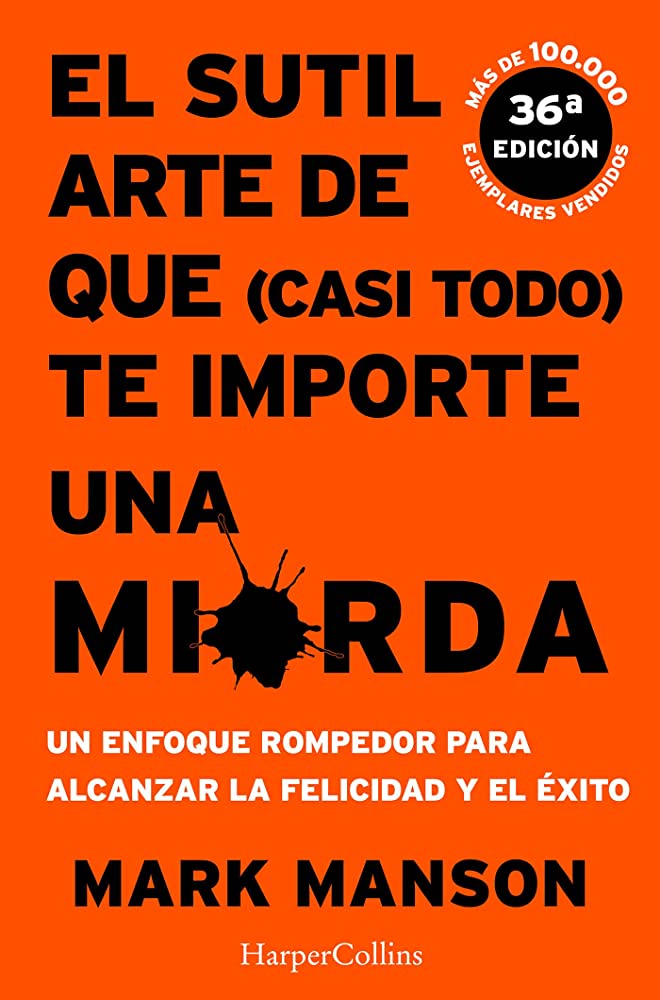 EL SUTIL
ARTE DE
QUE (CASI TODO)
TE IMPORTE
UNA
MI RDA
MÁS DE 100.000
36ª
EDICIÓN
EJEMPLARES VENDIDOS
UN ENFOQUE ROMPEDOR PARA
ALCANZAR LA FELICIDAD Y EL ÉXITO
MARK MANSON
HarperCollins